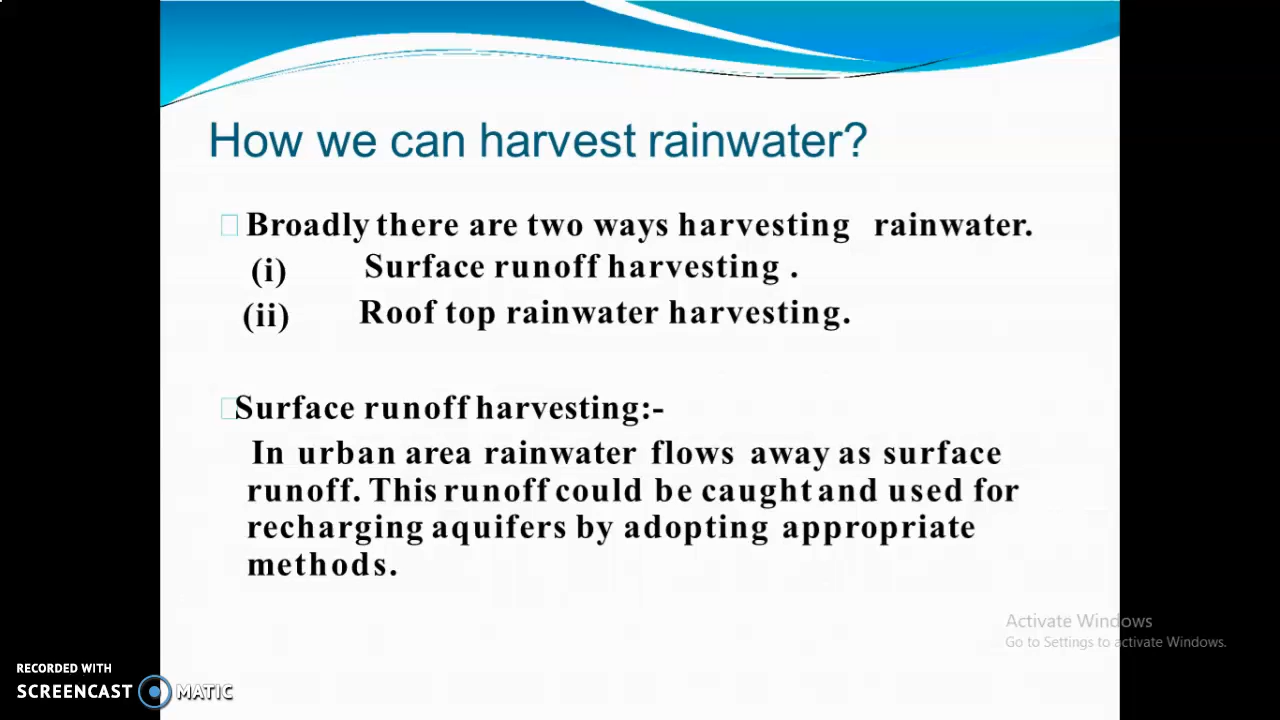 How we can harvest rainwater?
Broadly there are two ways harvesting rainwater.
(i) Surface runoff harvesting .
(ii) Roof top rainwater harvesting.
Surface runoff harvesting:-
In urban area rainwater flows away as surface
runoff. This runoff could be caught and used for
recharging aquifers by adopting appropriate
methods.
Activate Windows
Go to Settings to activate Windows.
RECORDED WITH
SCREENCAST MATIC